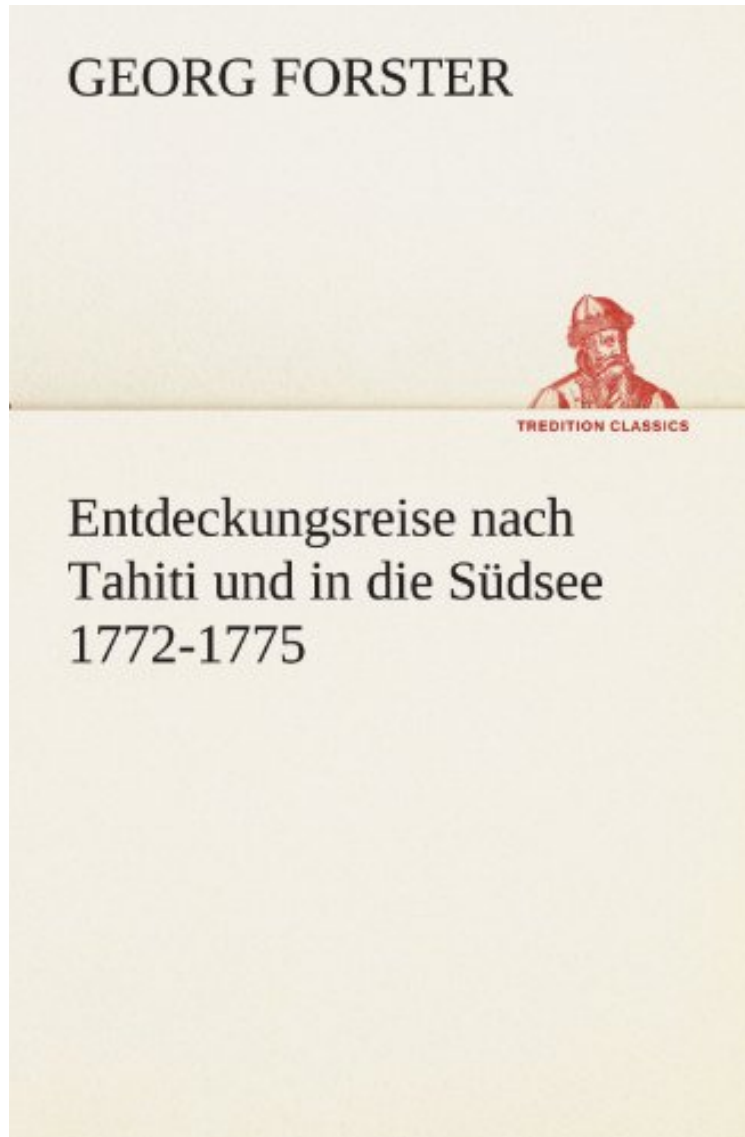 GEORG FORSTER
TREDITION CLASSICS
Entdeckungsreise nach
Tahiti und in die Südsee
1772-1775